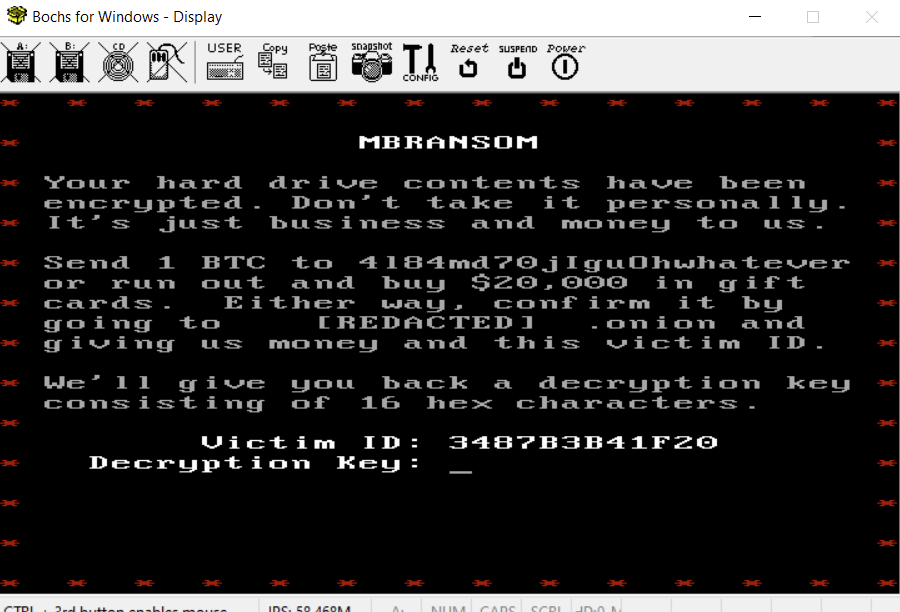 Bochs for Windows - Display
A: B: CD USER Copy Paste snapshot CONFIG Reset SUSPEND Power
MBRANSOM
Your hard drive contents have been
encrypted. Don't take it personally.
It's just business and money to us.
Send 1 BTC to 4l84md70jIguOhwhatever
or run out and buy $20,000 in gift
cards.  Either way, confirm it by
going to     [REDACTED]  .onion and
giving us money and this victim ID.
We'll give you back a decryption key
consisting of 16 hex characters.
Victim ID: 3487B3B41F20
Decryption Key: _
CTRL + 3rd button enables mouse IPS: 58.468M A: NUM CAPS SCRL HD:0-M